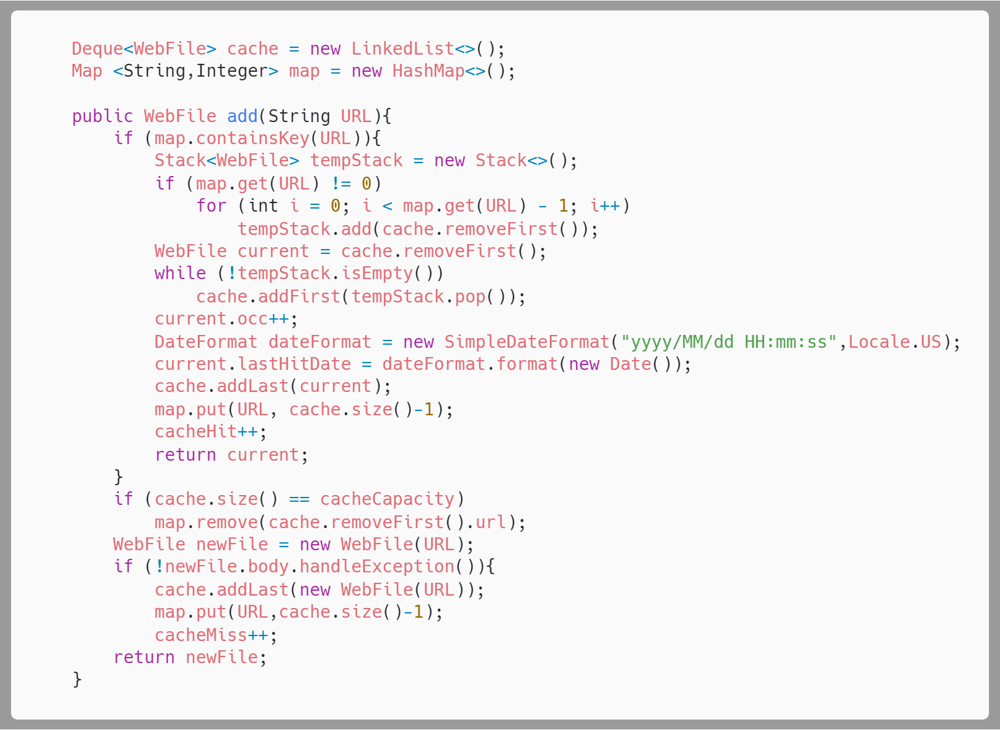 Deque<WebFile> cache = new LinkedList<>();
Map <String,Integer> map = new HashMap<>();

public WebFile add(String URL){
    if (map.containsKey(URL)){
        Stack<WebFile> tempStack = new Stack<>();
        if (map.get(URL) != 0)
            for (int i = 0; i < map.get(URL) - 1; i++)
                tempStack.add(cache.removeFirst());
        WebFile current = cache.removeFirst();
        while (!tempStack.isEmpty())
            cache.addFirst(tempStack.pop());
        current.occ++;
        DateFormat dateFormat = new SimpleDateFormat("yyyy/MM/dd HH:mm:ss",Locale.US);
        current.lastHitDate = dateFormat.format(new Date());
        cache.addLast(current);
        map.put(URL, cache.size()-1);
        cacheHit++;
        return current;
    }
    if (cache.size() == cacheCapacity)
        map.remove(cache.removeFirst().url);
    WebFile newFile = new WebFile(URL);
    if (!newFile.body.handleException()){
        cache.addLast(new WebFile(URL));
        map.put(URL,cache.size()-1);
        cacheMiss++;
    return newFile;
}